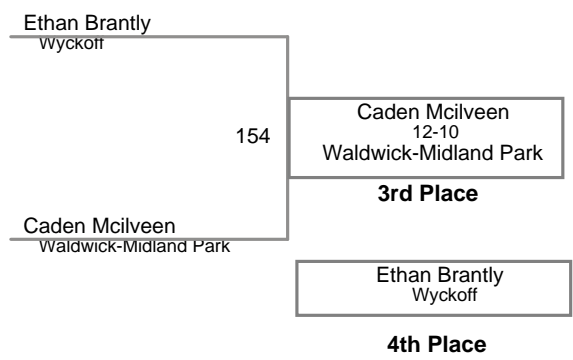 Ethan Brantly
Wyckoff
154
Caden Mcilveen
12-10
Waldwick-Midland Park
3rd Place
Caden Mcilveen
Waldwick-Midland Park
Ethan Brantly
Wyckoff
4th Place